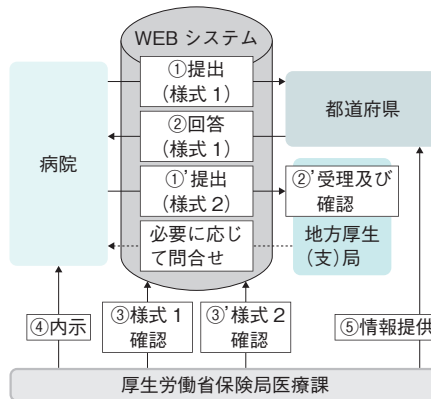 WEB システム
①提出
(様式 1)
都道府県
②回答
(様式 1)
病院
①'提出
(様式 2)
②'受理及び
確認
必要に応じ
て問合せ
地方厚生
(支)局
④内示
③様式 1
確認
③'様式 2
確認
⑤情報提供
厚生労働省保険局医療課